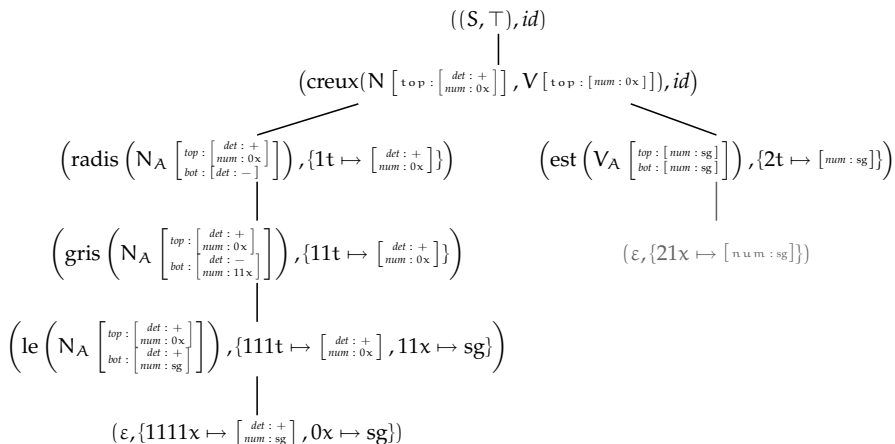 ((S, ⊤), id)
(creux(N [top : [det : + num : 0x]], V [top : [num : 0x]]), id)
(radis (N_A [top : [det : + num : 0x] bot : [det : −]]), {1t ↦ [det : + num : 0x]})
(est (V_A [top : [num : sg] bot : [num : sg]]), {2t ↦ [num : sg]})
(gris (N_A [top : [det : + num : 0x] bot : [det : − num : 11x]]), {11t ↦ [det : + num : 0x]})
(ε, {21x ↦ [num : sg]})
(le (N_A [top : [det : + num : 0x] bot : [det : + num : sg]]), {111t ↦ [det : + num : 0x], 11x ↦ sg})
(ε, {1111x ↦ [det : + num : sg], 0x ↦ sg})